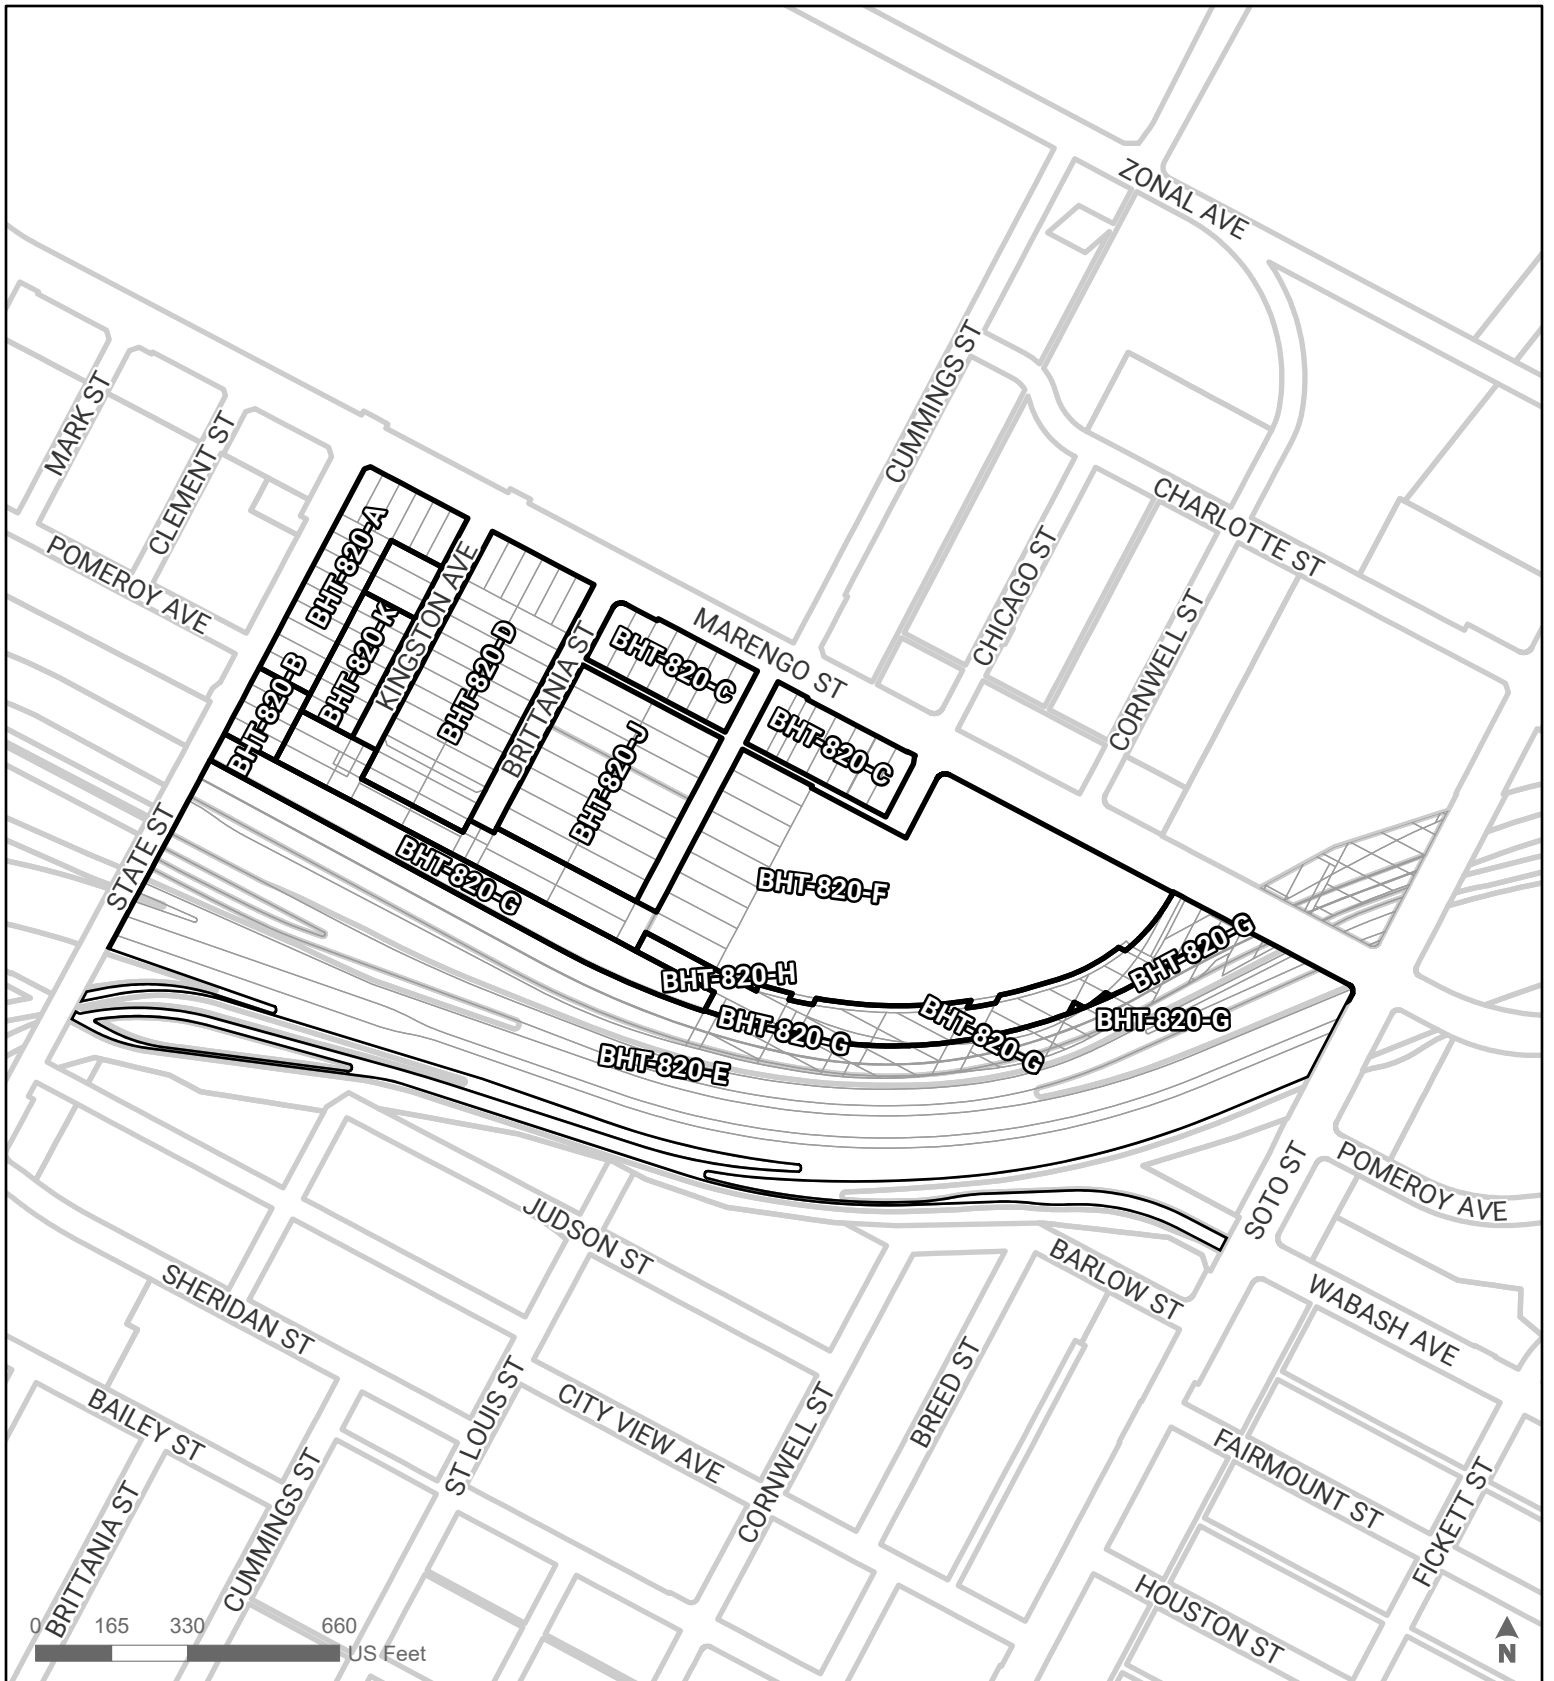 ZONAL AVE
CUMMINGS ST
MARK ST
CLEMENT ST
CHARLOTTE ST
POMEROY AVE
BHT-820-A
KINGSTON AVE
CHICAGO ST
CORNWELL ST
BHT-820-K
BHT-820-D
BRITTANIA ST
BHT-820-C
MARENGO ST
BHT-820-B
BHT-820-C
BHT-820-J
STATE ST
BHT-820-G
BHT-820-F
BHT-820-G
BHT-820-H
BHT-820-G
BHT-820-G
BHT-820-G
BHT-820-E
SOTO ST
POMEROY AVE
JUDSON ST
BARLOW ST
SHERIDAN ST
WABASH AVE
BAILEY ST
ST LOUIS ST
CITY VIEW AVE
CORNWELL ST
BREED ST
FAIRMOUNT ST
FICKETT ST
BRITTANIA ST
CUMMINGS ST
HOUSTON ST
0 165 330 660
US Feet
N